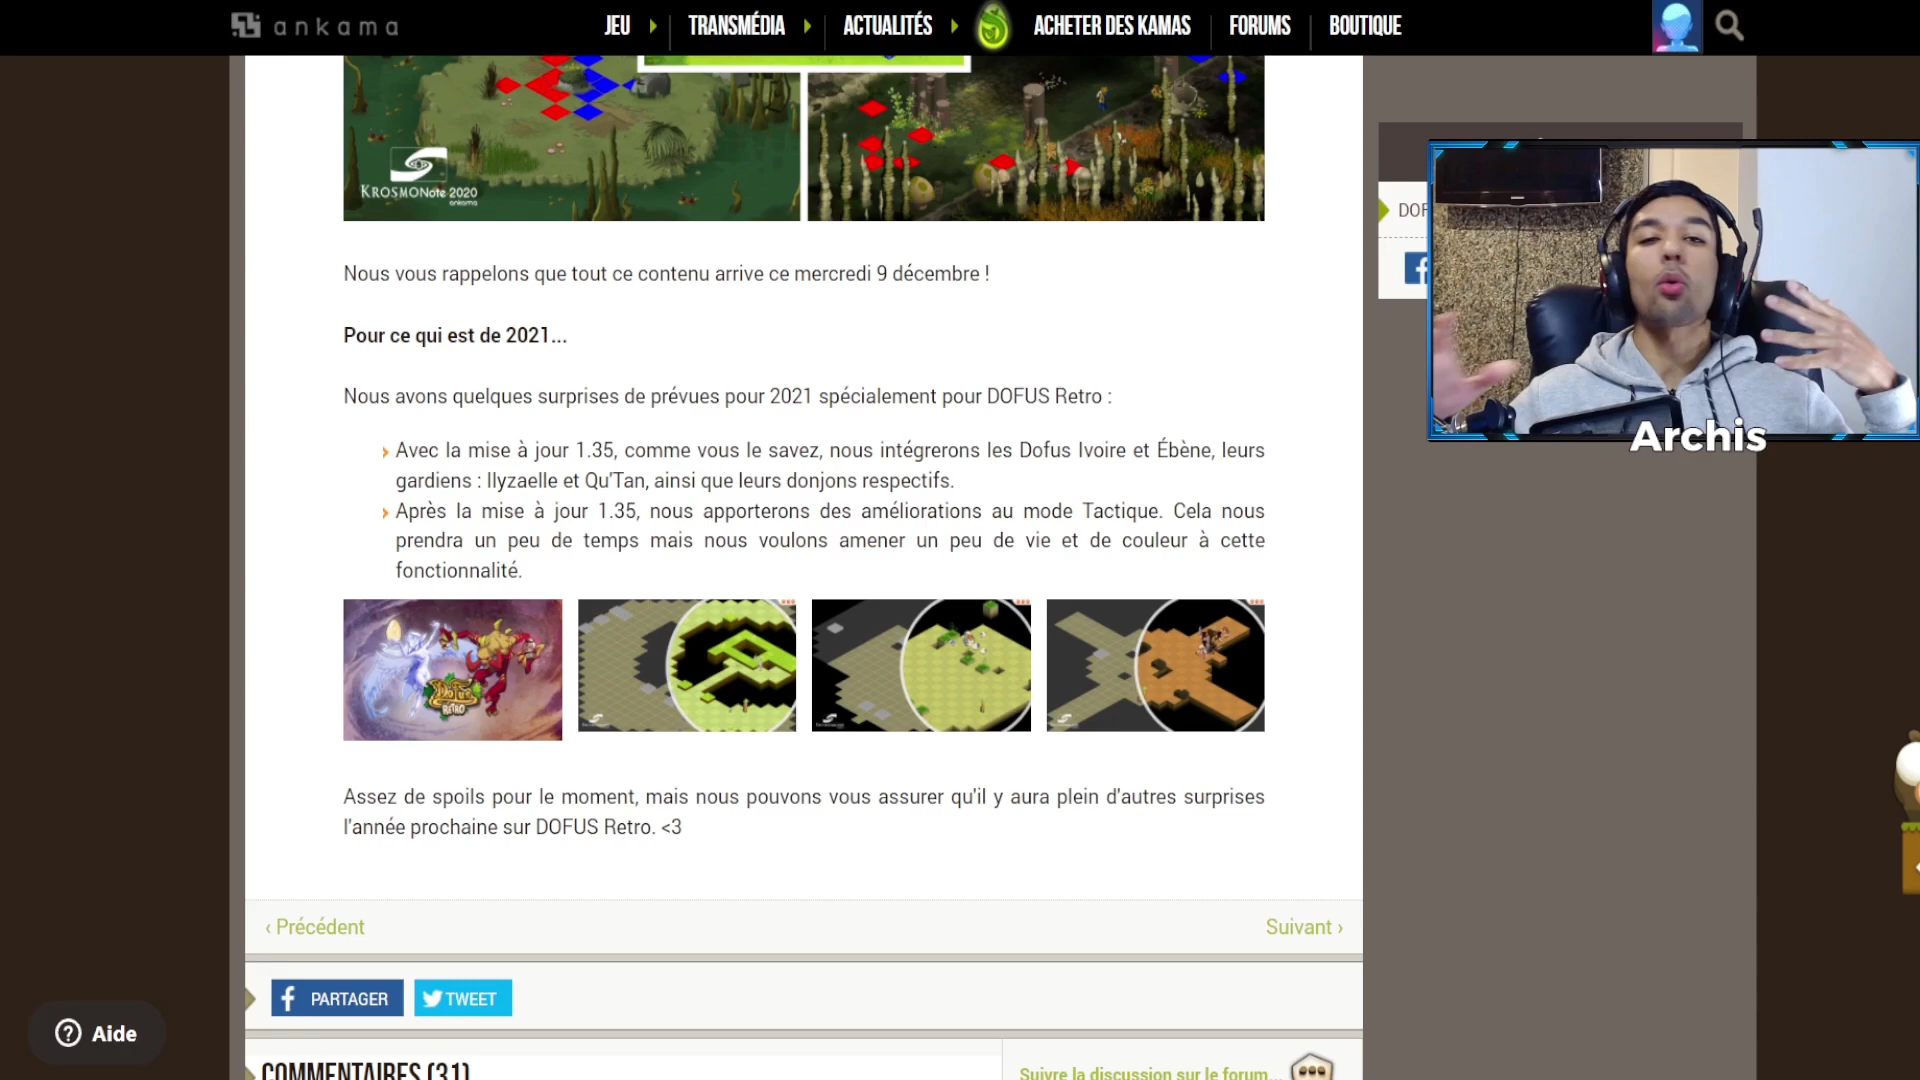 ankama
JEU
TRANSMÉDIA
ACTUALITÉS
ACHETER DES KAMAS
FORUMS
BOUTIQUE
KROSMONote 2020
ankama
Nous vous rappelons que tout ce contenu arrive ce mercredi 9 décembre !
Pour ce qui est de 2021...
Nous avons quelques surprises de prévues pour 2021 spécialement pour DOFUS Retro :
Avec la mise à jour 1.35, comme vous le savez, nous intégrerons les Dofus Ivoire et Ébène, leurs
gardiens : Ilyzaelle et Qu'Tan, ainsi que leurs donjons respectifs.
Après la mise à jour 1.35, nous apporterons des améliorations au mode Tactique. Cela nous
prendra un peu de temps mais nous voulons amener un peu de vie et de couleur à cette
fonctionnalité.
Dofus
RETRO
Assez de spoils pour le moment, mais nous pouvons vous assurer qu'il y aura plein d'autres surprises
l'année prochaine sur DOFUS Retro. <3
‹ Précédent
Suivant ›
PARTAGER
TWEET
Aide
COMMENTAIRES (31)
Suivre la discussion sur le forum...
DOF
Archis